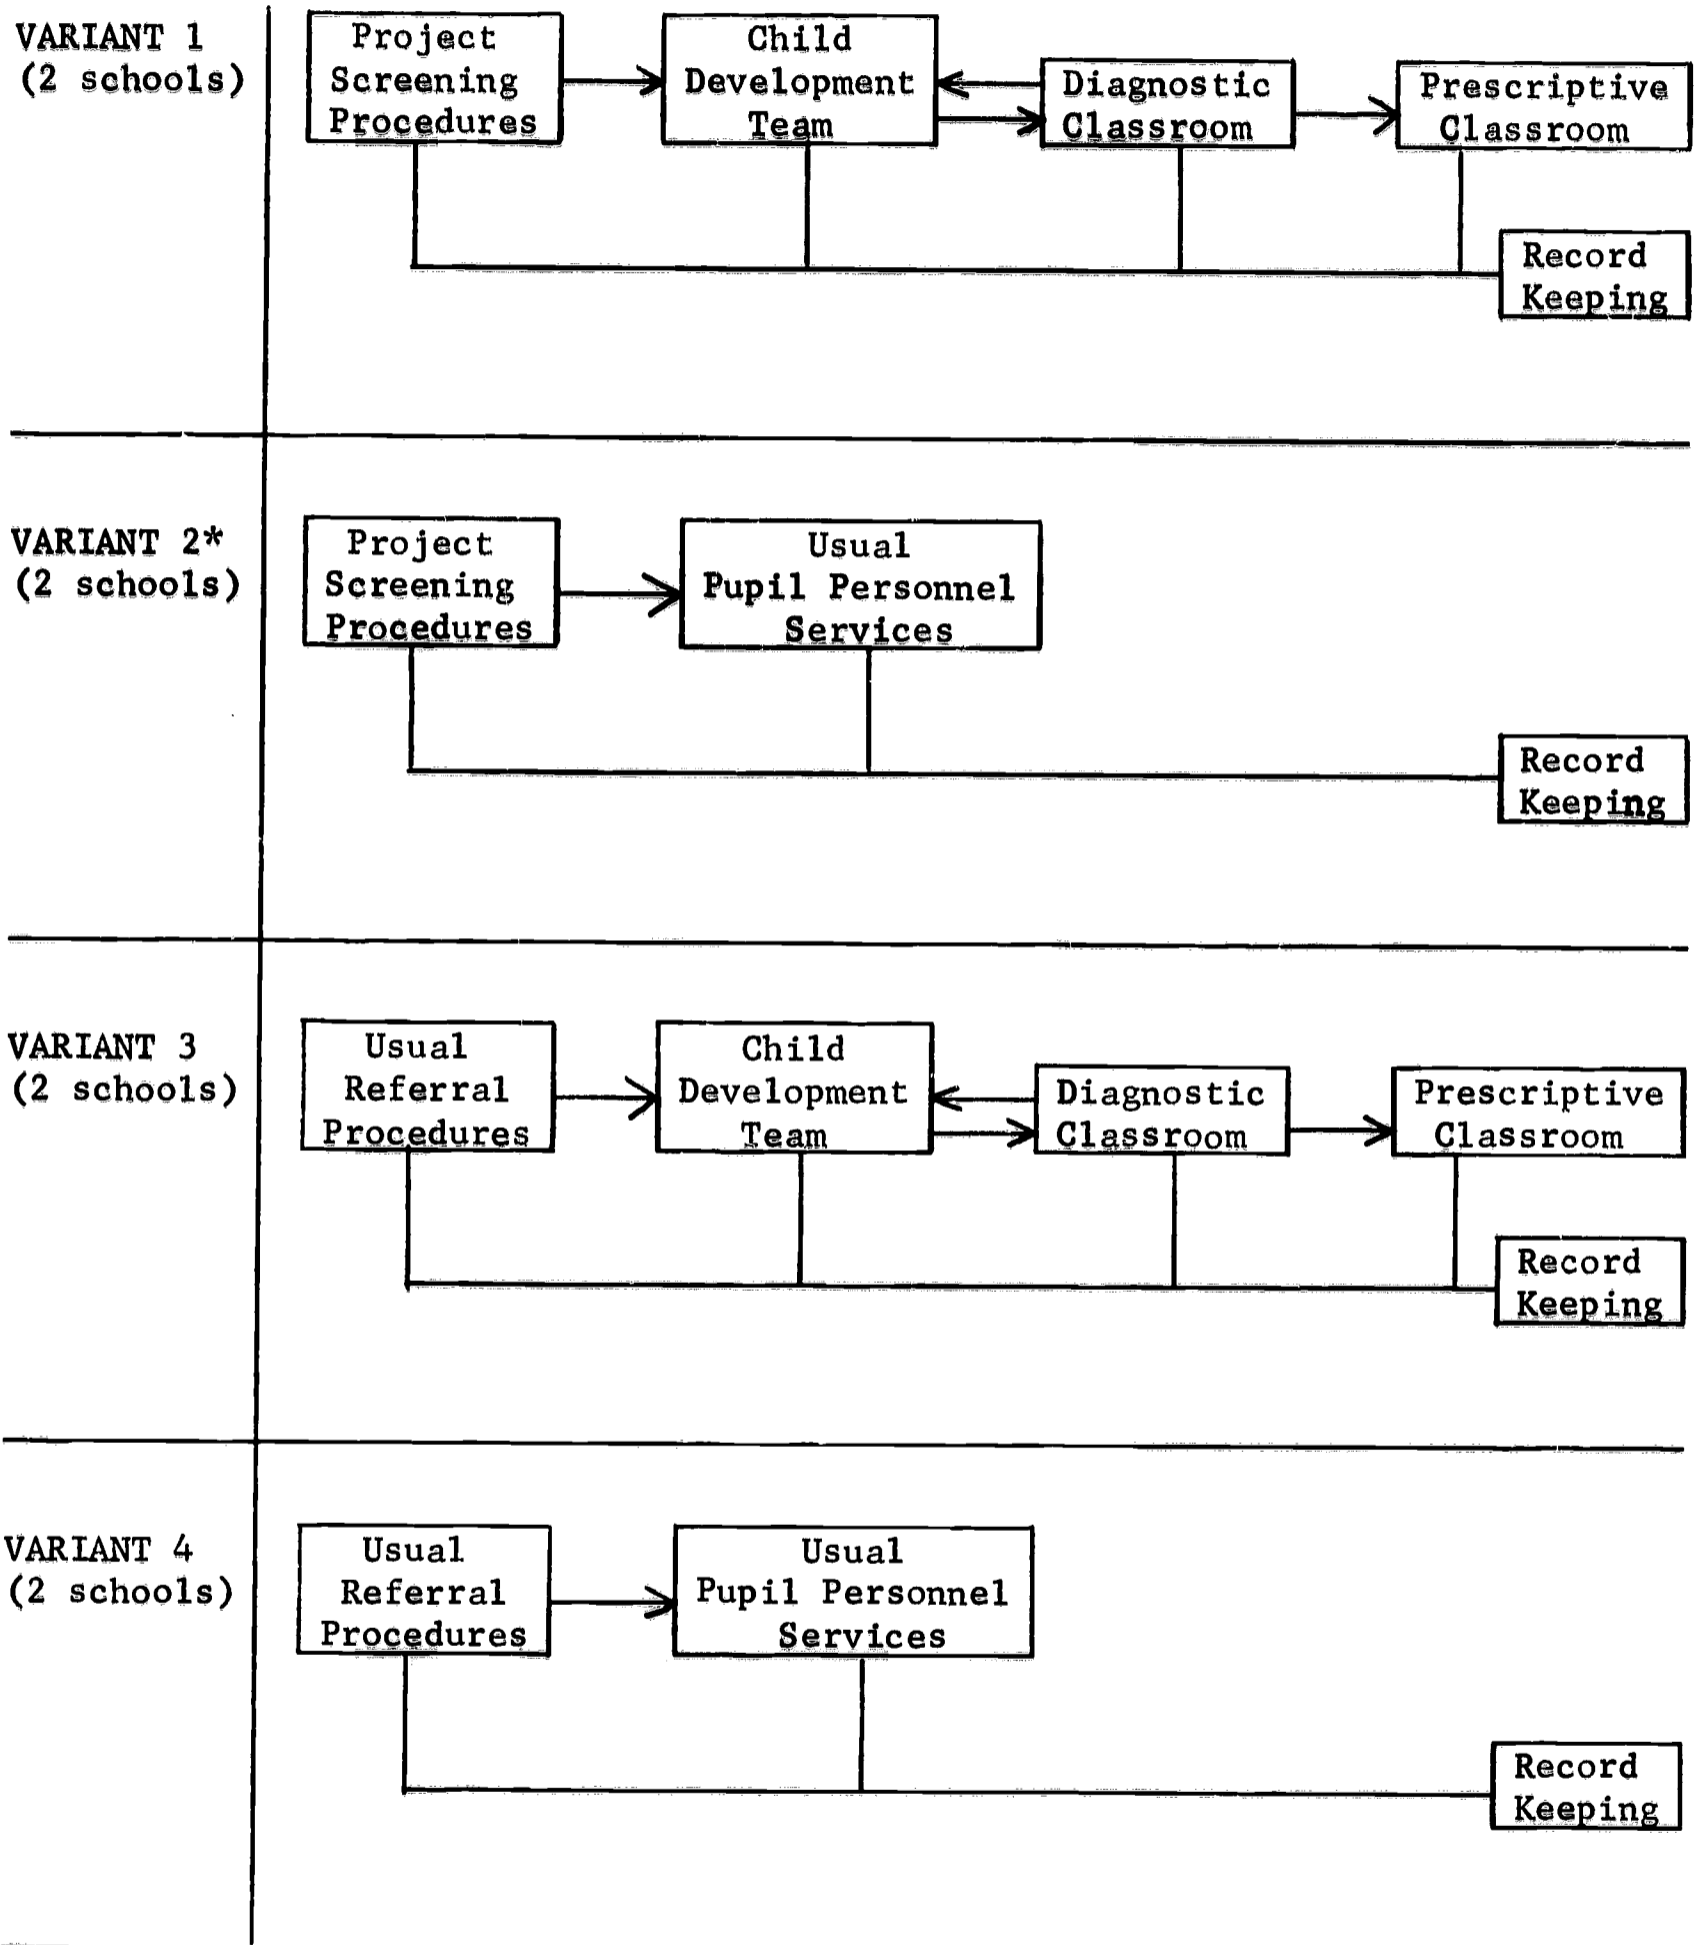 VARIANT 1
(2 schools)
Project
Screening
Procedures
Child
Development
Team
Diagnostic
Classroom
Prescriptive
Classroom
Record
Keeping
VARIANT 2*
(2 schools)
Project
Screening
Procedures
Usual
Pupil Personnel
Services
Record
Keeping
VARIANT 3
(2 schools)
Usual
Referral
Procedures
Child
Development
Team
Diagnostic
Classroom
Prescriptive
Classroom
Record
Keeping
VARIANT 4
(2 schools)
Usual
Referral
Procedures
Usual
Pupil Personnel
Services
Record
Keeping